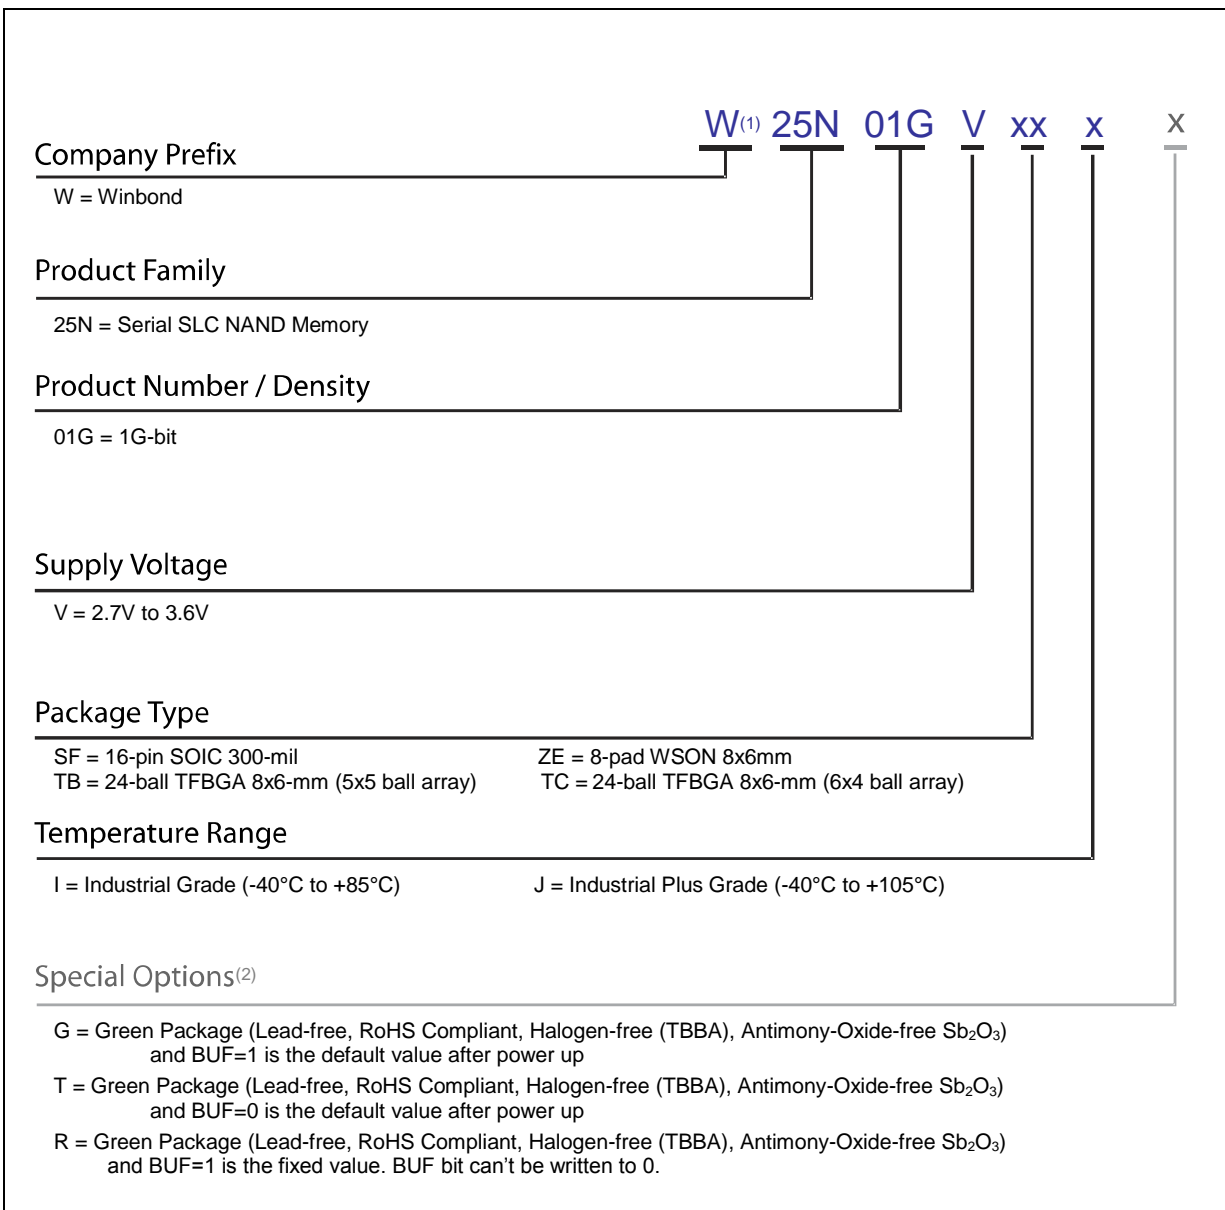 W(1) 25N 01G V xx x x
Company Prefix
W = Winbond
Product Family
25N = Serial SLC NAND Memory
Product Number / Density
01G = 1G-bit
Supply Voltage
V = 2.7V to 3.6V
Package Type
SF = 16-pin SOIC 300-mil ZE = 8-pad WSON 8x6mm
TB = 24-ball TFBGA 8x6-mm (5x5 ball array) TC = 24-ball TFBGA 8x6-mm (6x4 ball array)
Temperature Range
I = Industrial Grade (-40°C to +85°C) J = Industrial Plus Grade (-40°C to +105°C)
Special Options(2)
G = Green Package (Lead-free, RoHS Compliant, Halogen-free (TBBA), Antimony-Oxide-free Sb₂O₃)
and BUF=1 is the default value after power up
T = Green Package (Lead-free, RoHS Compliant, Halogen-free (TBBA), Antimony-Oxide-free Sb₂O₃)
and BUF=0 is the default value after power up
R = Green Package (Lead-free, RoHS Compliant, Halogen-free (TBBA), Antimony-Oxide-free Sb₂O₃)
and BUF=1 is the fixed value. BUF bit can’t be written to 0.